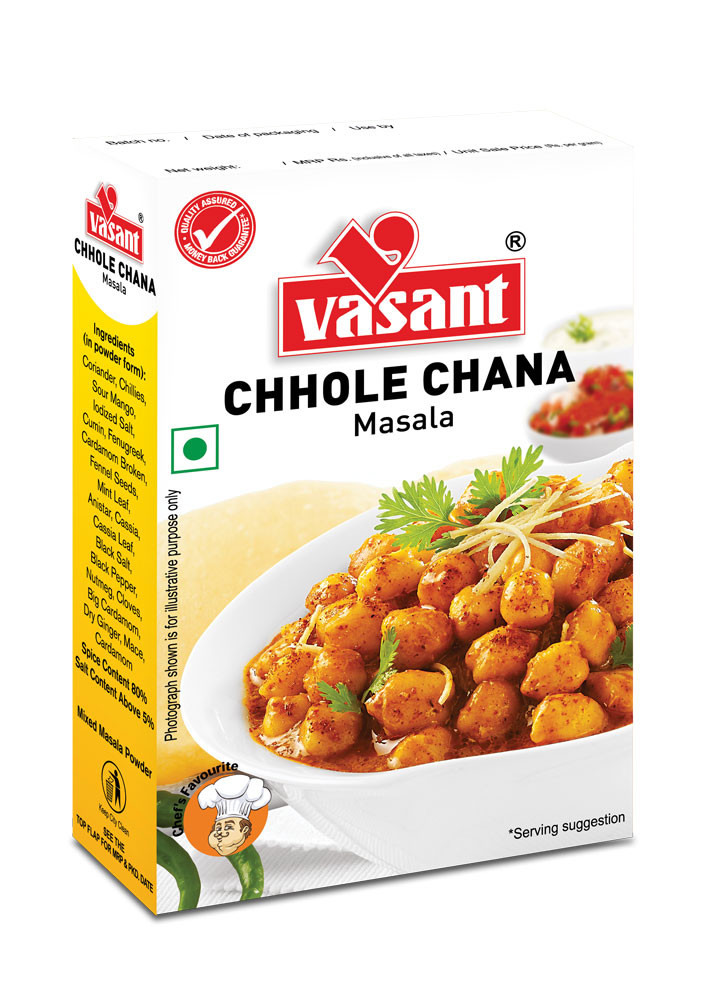 Batch no. / Date of packaging / Use by
Net weight: / MRP Rs. (Inclusive of all taxes) / Unit Sale Price (Rs. per gram)
vasant
®
CHHOLE CHANA
Masala
Ingredients
(in powder form):
Coriander, Chillies,
Sour Mango,
Iodized Salt,
Cumin, Fenugreek,
Cardamom Broken,
Fennel Seeds,
Mint Leaf,
Anistar, Cassia,
Cassia Leaf,
Black Salt,
Black Pepper,
Nutmeg, Cloves,
Big Cardamom,
Dry Ginger, Mace,
Cardamom
Spice Content 80%
Salt Content Above 5%
Mixed Masala Powder
Keep City Clean
SEE THE
TOP FLAP FOR MRP & PKD. DATE
QUALITY ASSURED
MONEY BACK GUARANTEE*
vasant
®
CHHOLE CHANA
Masala
Photograph shown is for illustrative purpose only
Chef's Favourite
*Serving suggestion